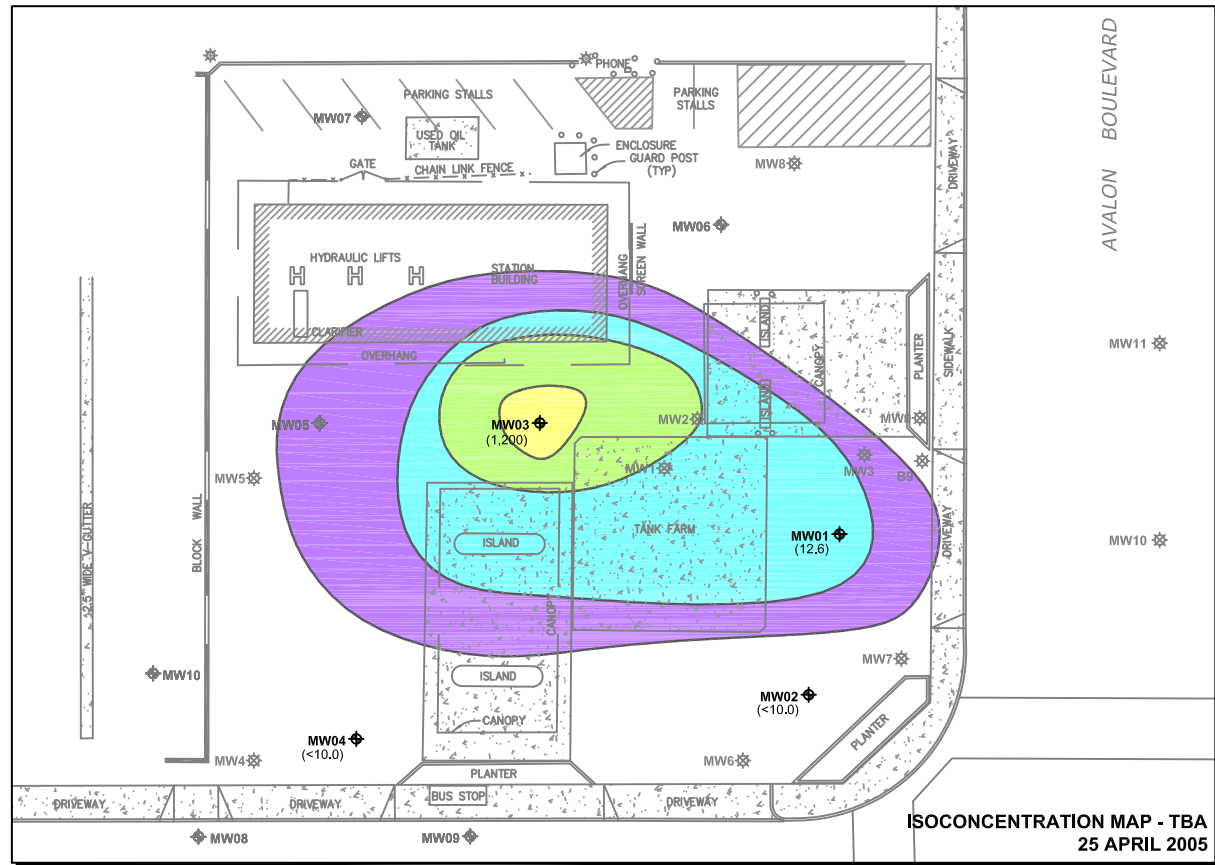 AVALON BOULEVARD
PHONE
PARKING STALLS
PARKING
STALLS
MW07
USED OIL
TANK
ENCLOSURE
GUARD POST
(TYP)
GATE
CHAIN LINK FENCE
MW8
DRIVEWAY
MW06
OVERHANG
SCREEN WALL
HYDRAULIC LIFTS
H H H
STATION
BUILDING
CLARIFIER
OVERHANG
ISLAND
ISLAND
CANOPY
PLANTER
SIDEWALK
MW11
MW05
MW03
(1,200)
MW2
MW9
MW1
MW3
B9
MW5
2.5" WIDE V-GUTTER
BLOCK WALL
TANK FARM
MW01
(12.6)
DRIVEWAY
MW10
ISLAND
CANOPY
MW10
ISLAND
MW7
MW02
(<10.0)
CANOPY
PLANTER
MW04
(<10.0)
MW4
MW6
PLANTER
BUS STOP
DRIVEWAY
DRIVEWAY
DRIVEWAY
MW08
MW09
ISOCONCENTRATION MAP - TBA
25 APRIL 2005